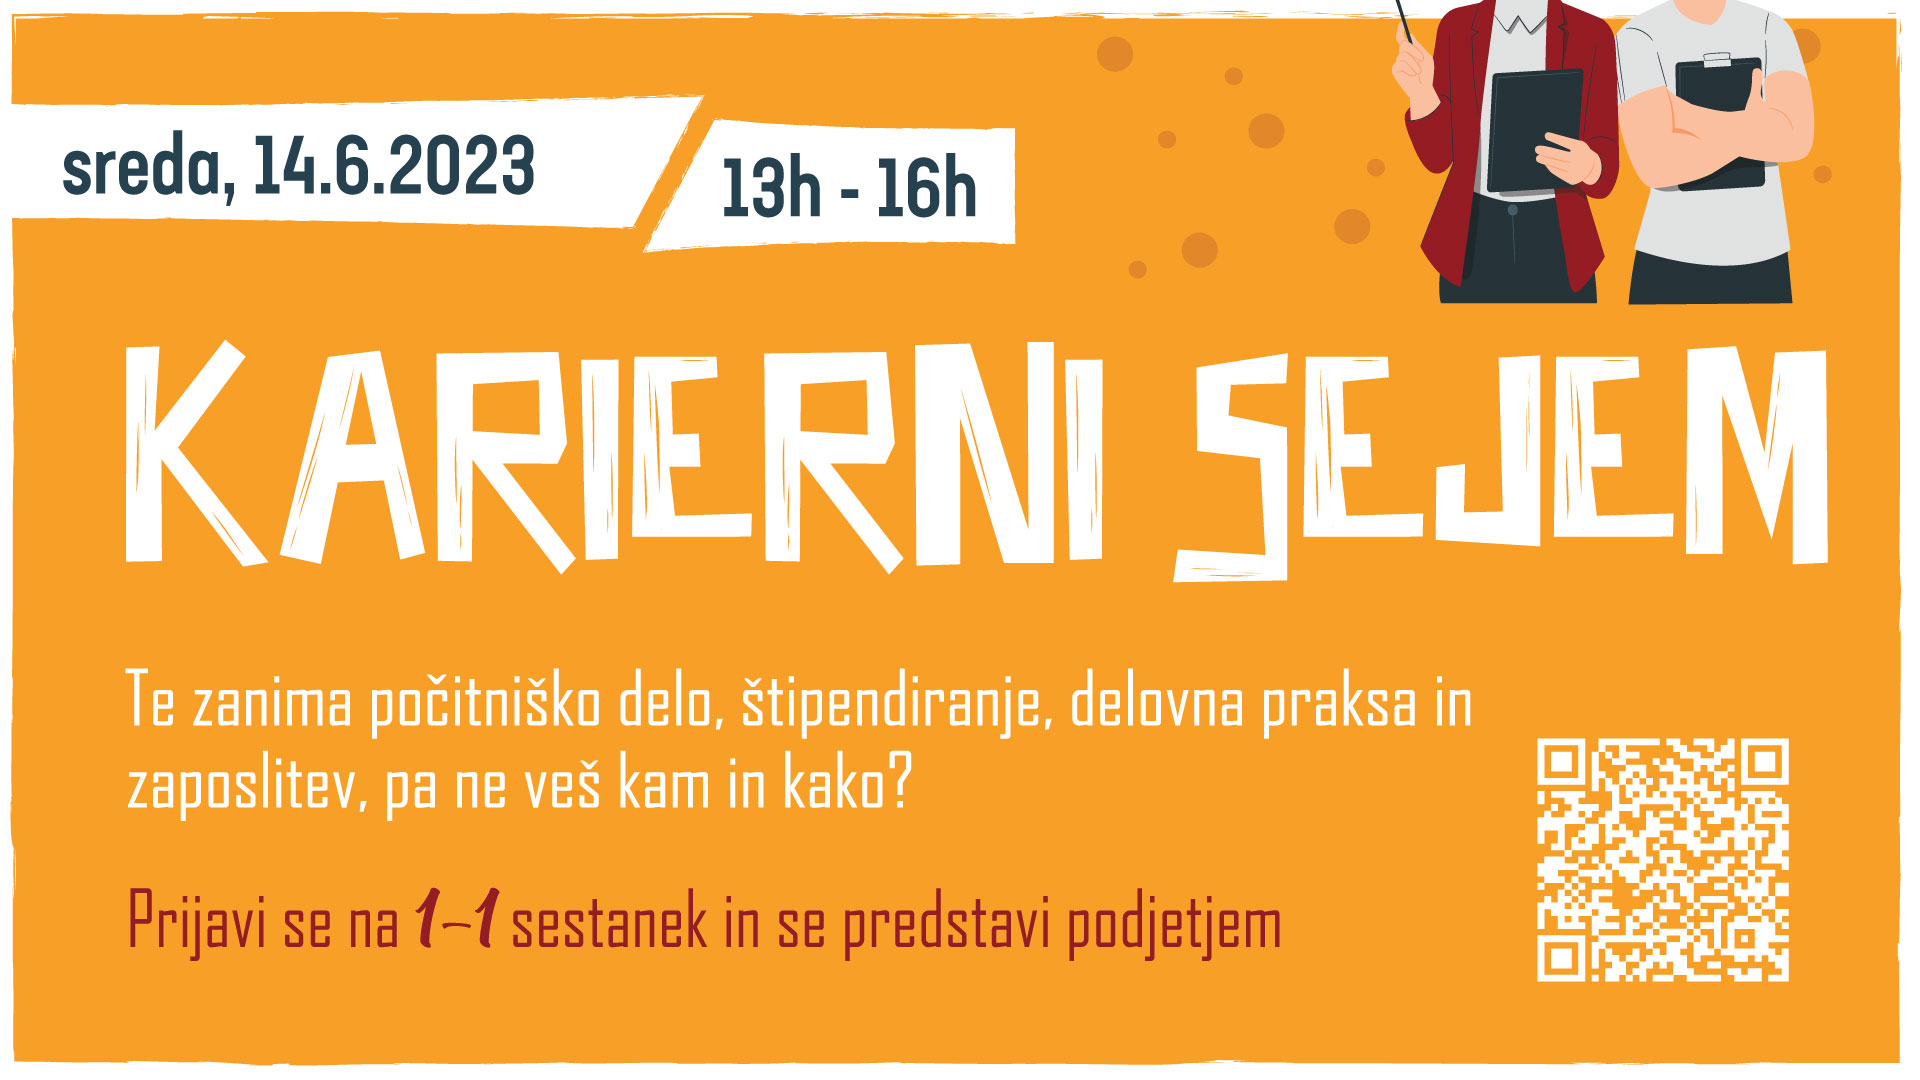 sreda, 14.6.2023
13h - 16h
KARIERNI SEJEM
Te zanima počitniško delo, štipendiranje, delovna praksa in
zaposlitev, pa ne veš kam in kako?
Prijavi se na 1-1 sestanek in se predstavi podjetjem